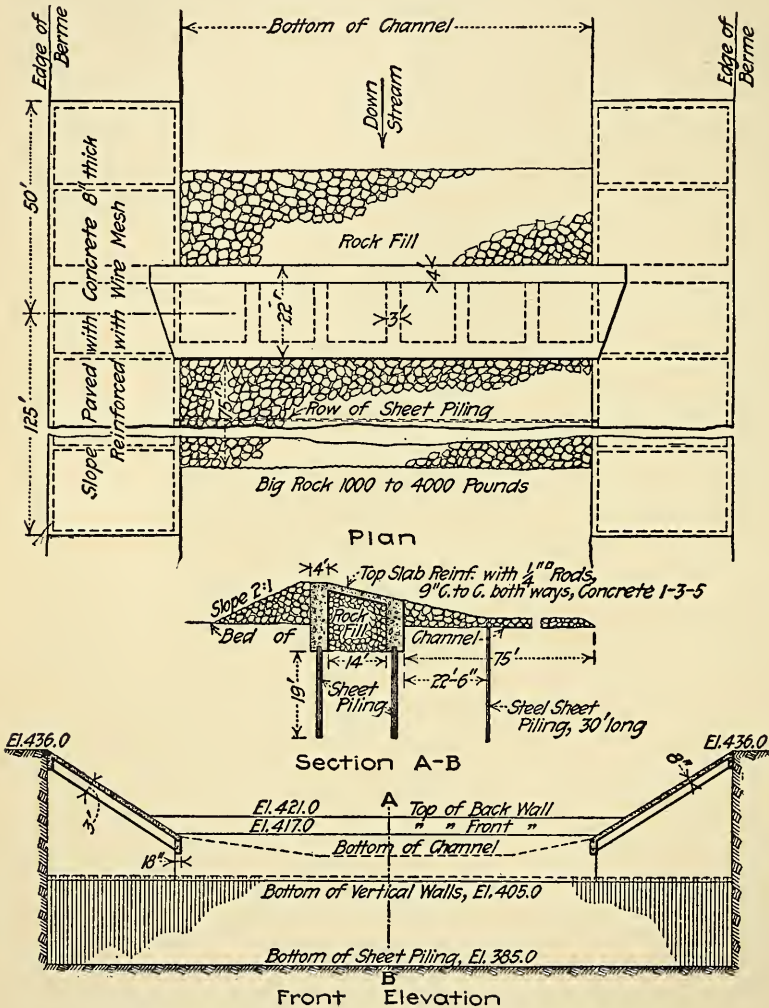 Edge of
Berme
Bottom of Channel
Edge of
Berme
Down
Stream
50'
Slope Paved with Concrete 8" thick
Reinforced with Wire Mesh
Rock Fill
4'
22'
3'
125'
Row of Sheet Piling
Big Rock 1000 to 4000 Pounds
Plan
4'
Top Slab Reinf. with 1/4"□ Rods,
9" C. to C. both ways, Concrete 1-3-5
Slope 2:1
Rock
Fill
Bed of
Channel
14'
75'
22'-6"
19'
Sheet
Piling
Steel Sheet
Piling, 30' long
Section A-B
El. 436.0
El. 436.0
8"
A
El. 421.0 Top of Back Wall
El. 417.0 " " Front "
3'
Bottom of Channel
18"
Bottom of Vertical Walls, El. 405.0
Bottom of Sheet Piling, El. 385.0
B
Front Elevation